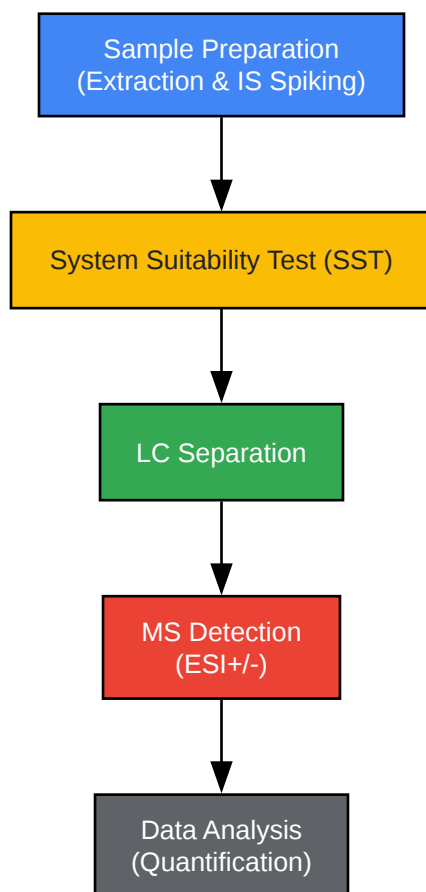 Sample Preparation
(Extraction & IS Spiking)
System Suitability Test (SST)
LC Separation
MS Detection
(ESI+/-)
Data Analysis
(Quantification)